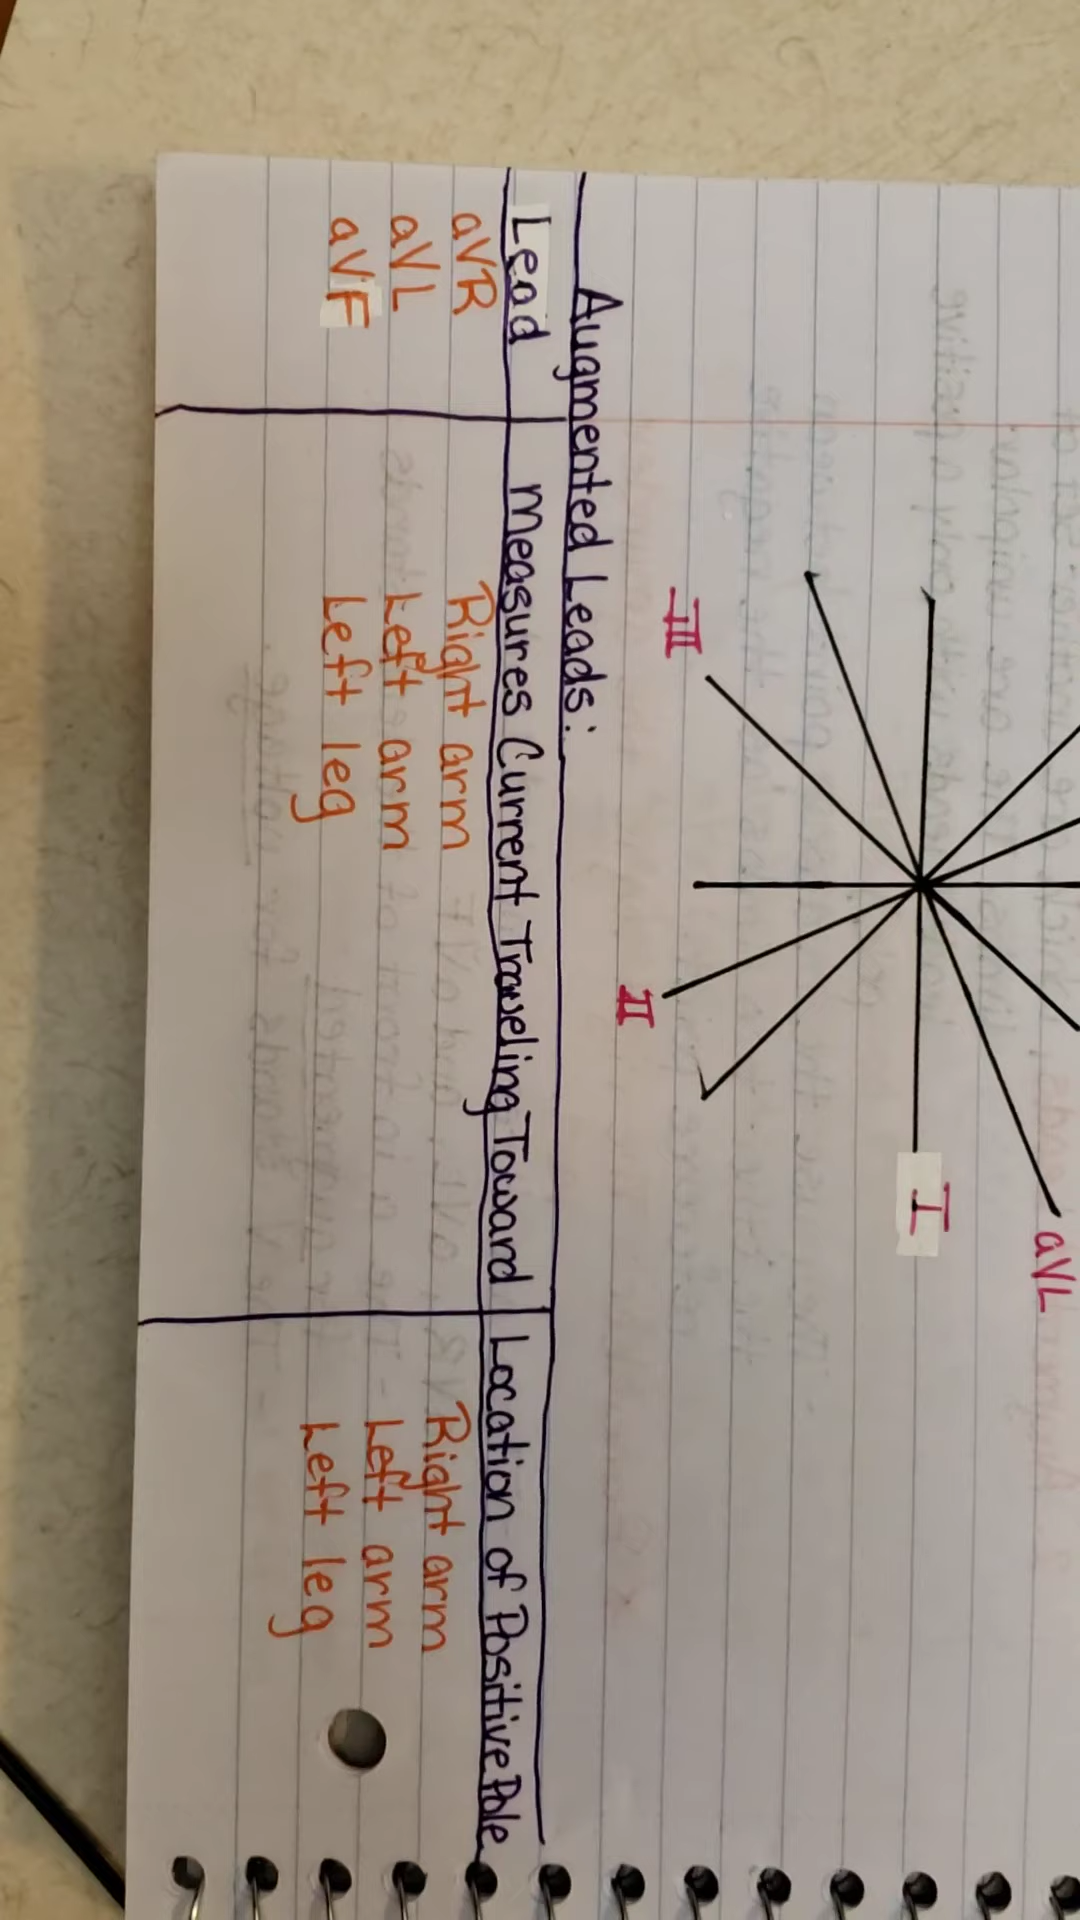 aVL
I
III
II
Augmented Leads:
Lead Measures Current Traveling Toward Location of Positive Pole
aVR Right arm Right arm
aVL Left arm Left arm
aVF Left leg Left leg